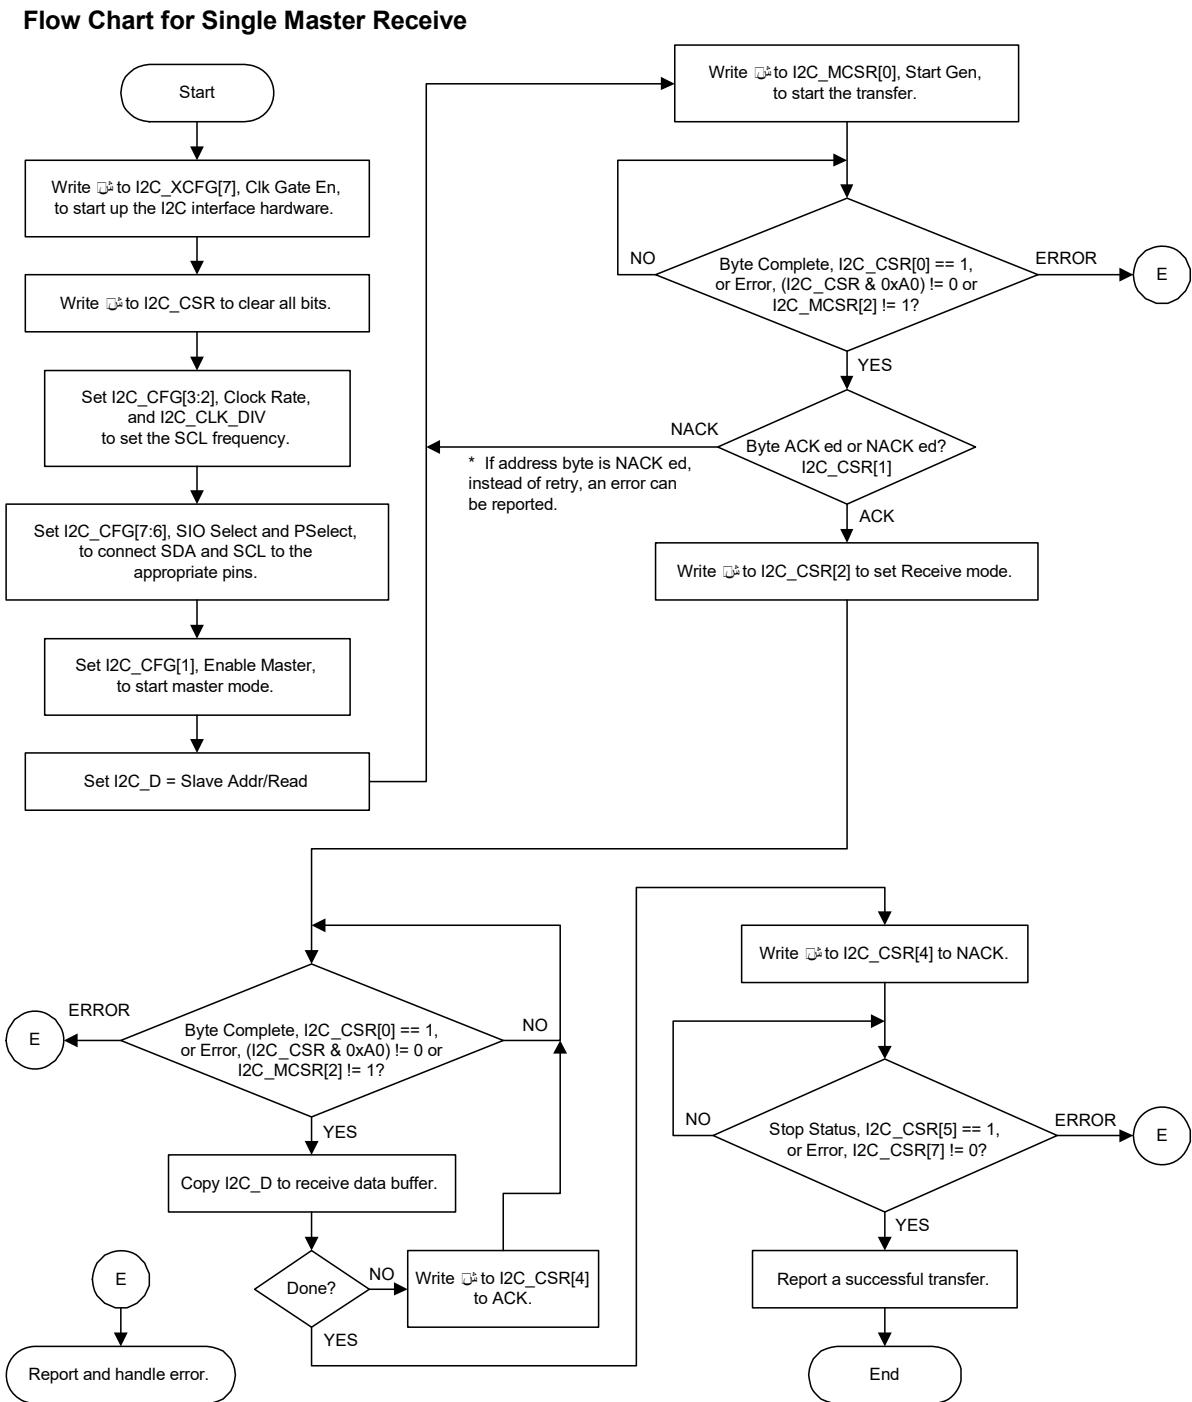 Flow Chart for Single Master Receive
Start
Write to I2C_XCFG[7], Clk Gate En,
to start up the I2C interface hardware.
Write to I2C_CSR to clear all bits.
Set I2C_CFG[3:2], Clock Rate,
and I2C_CLK_DIV
to set the SCL frequency.
Set I2C_CFG[7:6], SIO Select and PSelect,
to connect SDA and SCL to the
appropriate pins.
Set I2C_CFG[1], Enable Master,
to start master mode.
Set I2C_D = Slave Addr/Read
Write to I2C_MCSR[0], Start Gen,
to start the transfer.
NO
Byte Complete, I2C_CSR[0] == 1,
or Error, (I2C_CSR & 0xA0) != 0 or
I2C_MCSR[2] != 1?
ERROR
E
YES
NACK
Byte ACK ed or NACK ed?
I2C_CSR[1]
* If address byte is NACK ed,
instead of retry, an error can
be reported.
ACK
Write to I2C_CSR[2] to set Receive mode.
ERROR
E
Byte Complete, I2C_CSR[0] == 1,
or Error, (I2C_CSR & 0xA0) != 0 or
I2C_MCSR[2] != 1?
NO
YES
Copy I2C_D to receive data buffer.
Done?
NO
Write to I2C_CSR[4]
to ACK.
YES
E
Report and handle error.
Write to I2C_CSR[4] to NACK.
NO
Stop Status, I2C_CSR[5] == 1,
or Error, I2C_CSR[7] != 0?
ERROR
E
YES
Report a successful transfer.
End